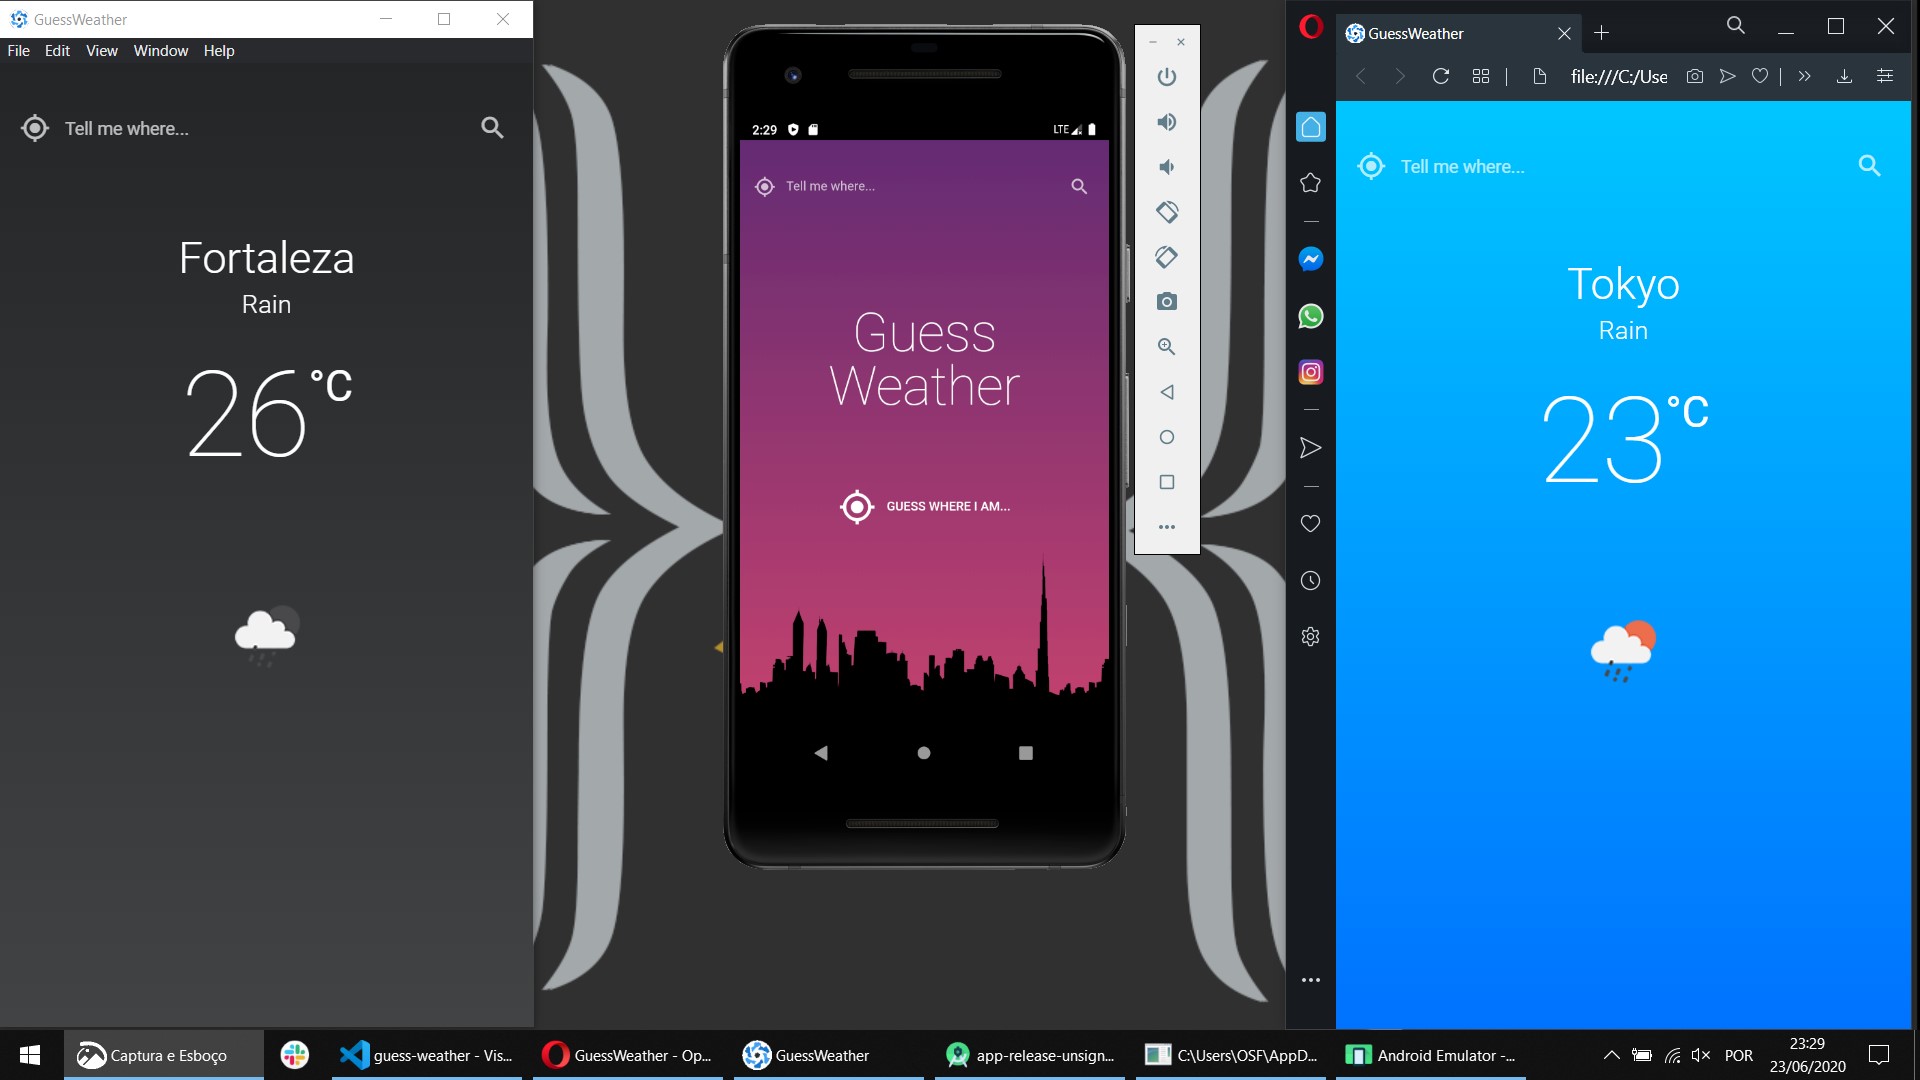 GuessWeather
File Edit View Window Help
Tell me where...
Fortaleza
Rain
26 °C
2:29
LTE
Tell me where...
Guess
Weather
GUESS WHERE I AM...
GuessWeather
file:///C:/Use
Tell me where...
Tokyo
Rain
23 °C
Captura e Esboço
guess-weather - Vis...
GuessWeather - Op...
GuessWeather
app-release-unsign...
C:\Users\OSF\AppD...
Android Emulator -...
POR
23:29
23/06/2020